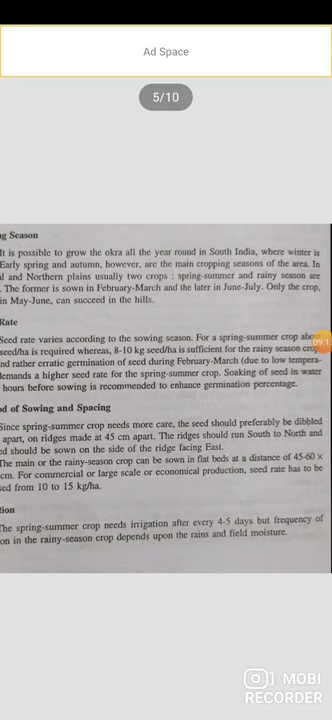 Ad Space
5/10
ng Season
It is possible to grow the okra all the year round in South India, where winter is
Early spring and autumn, however, are the main cropping seasons of the area. In
al and Northern plains usually two crops : spring-summer and rainy season are
. The former is sown in February-March and the later in June-July. Only the crop,
in May-June, can succeed in the hills.
Rate
Seed rate varies according to the sowing season. For a spring-summer crop abo
seed/ha is required whereas, 8-10 kg seed/ha is sufficient for the rainy season crop
09:1
nd rather erratic germination of seed during February-March (due to low tempera-
demands a higher seed rate for the spring-summer crop. Soaking of seed in water
hours before sowing is recommended to enhance germination percentage.
od of Sowing and Spacing
Since spring-summer crop needs more care, the seed should preferably be dibbled
apart, on ridges made at 45 cm apart. The ridges should run South to North and
ed should be sown on the side of the ridge facing East.
The main or the rainy-season crop can be sown in flat beds at a distance of 45-60 ×
cm. For commercial or large scale or economical production, seed rate has to be
sed from 10 to 15 kg/ha.
tion
The spring-summer crop needs irrigation after every 4-5 days but frequency of
on in the rainy-season crop depends upon the rains and field moisture.
MOBI
RECORDER